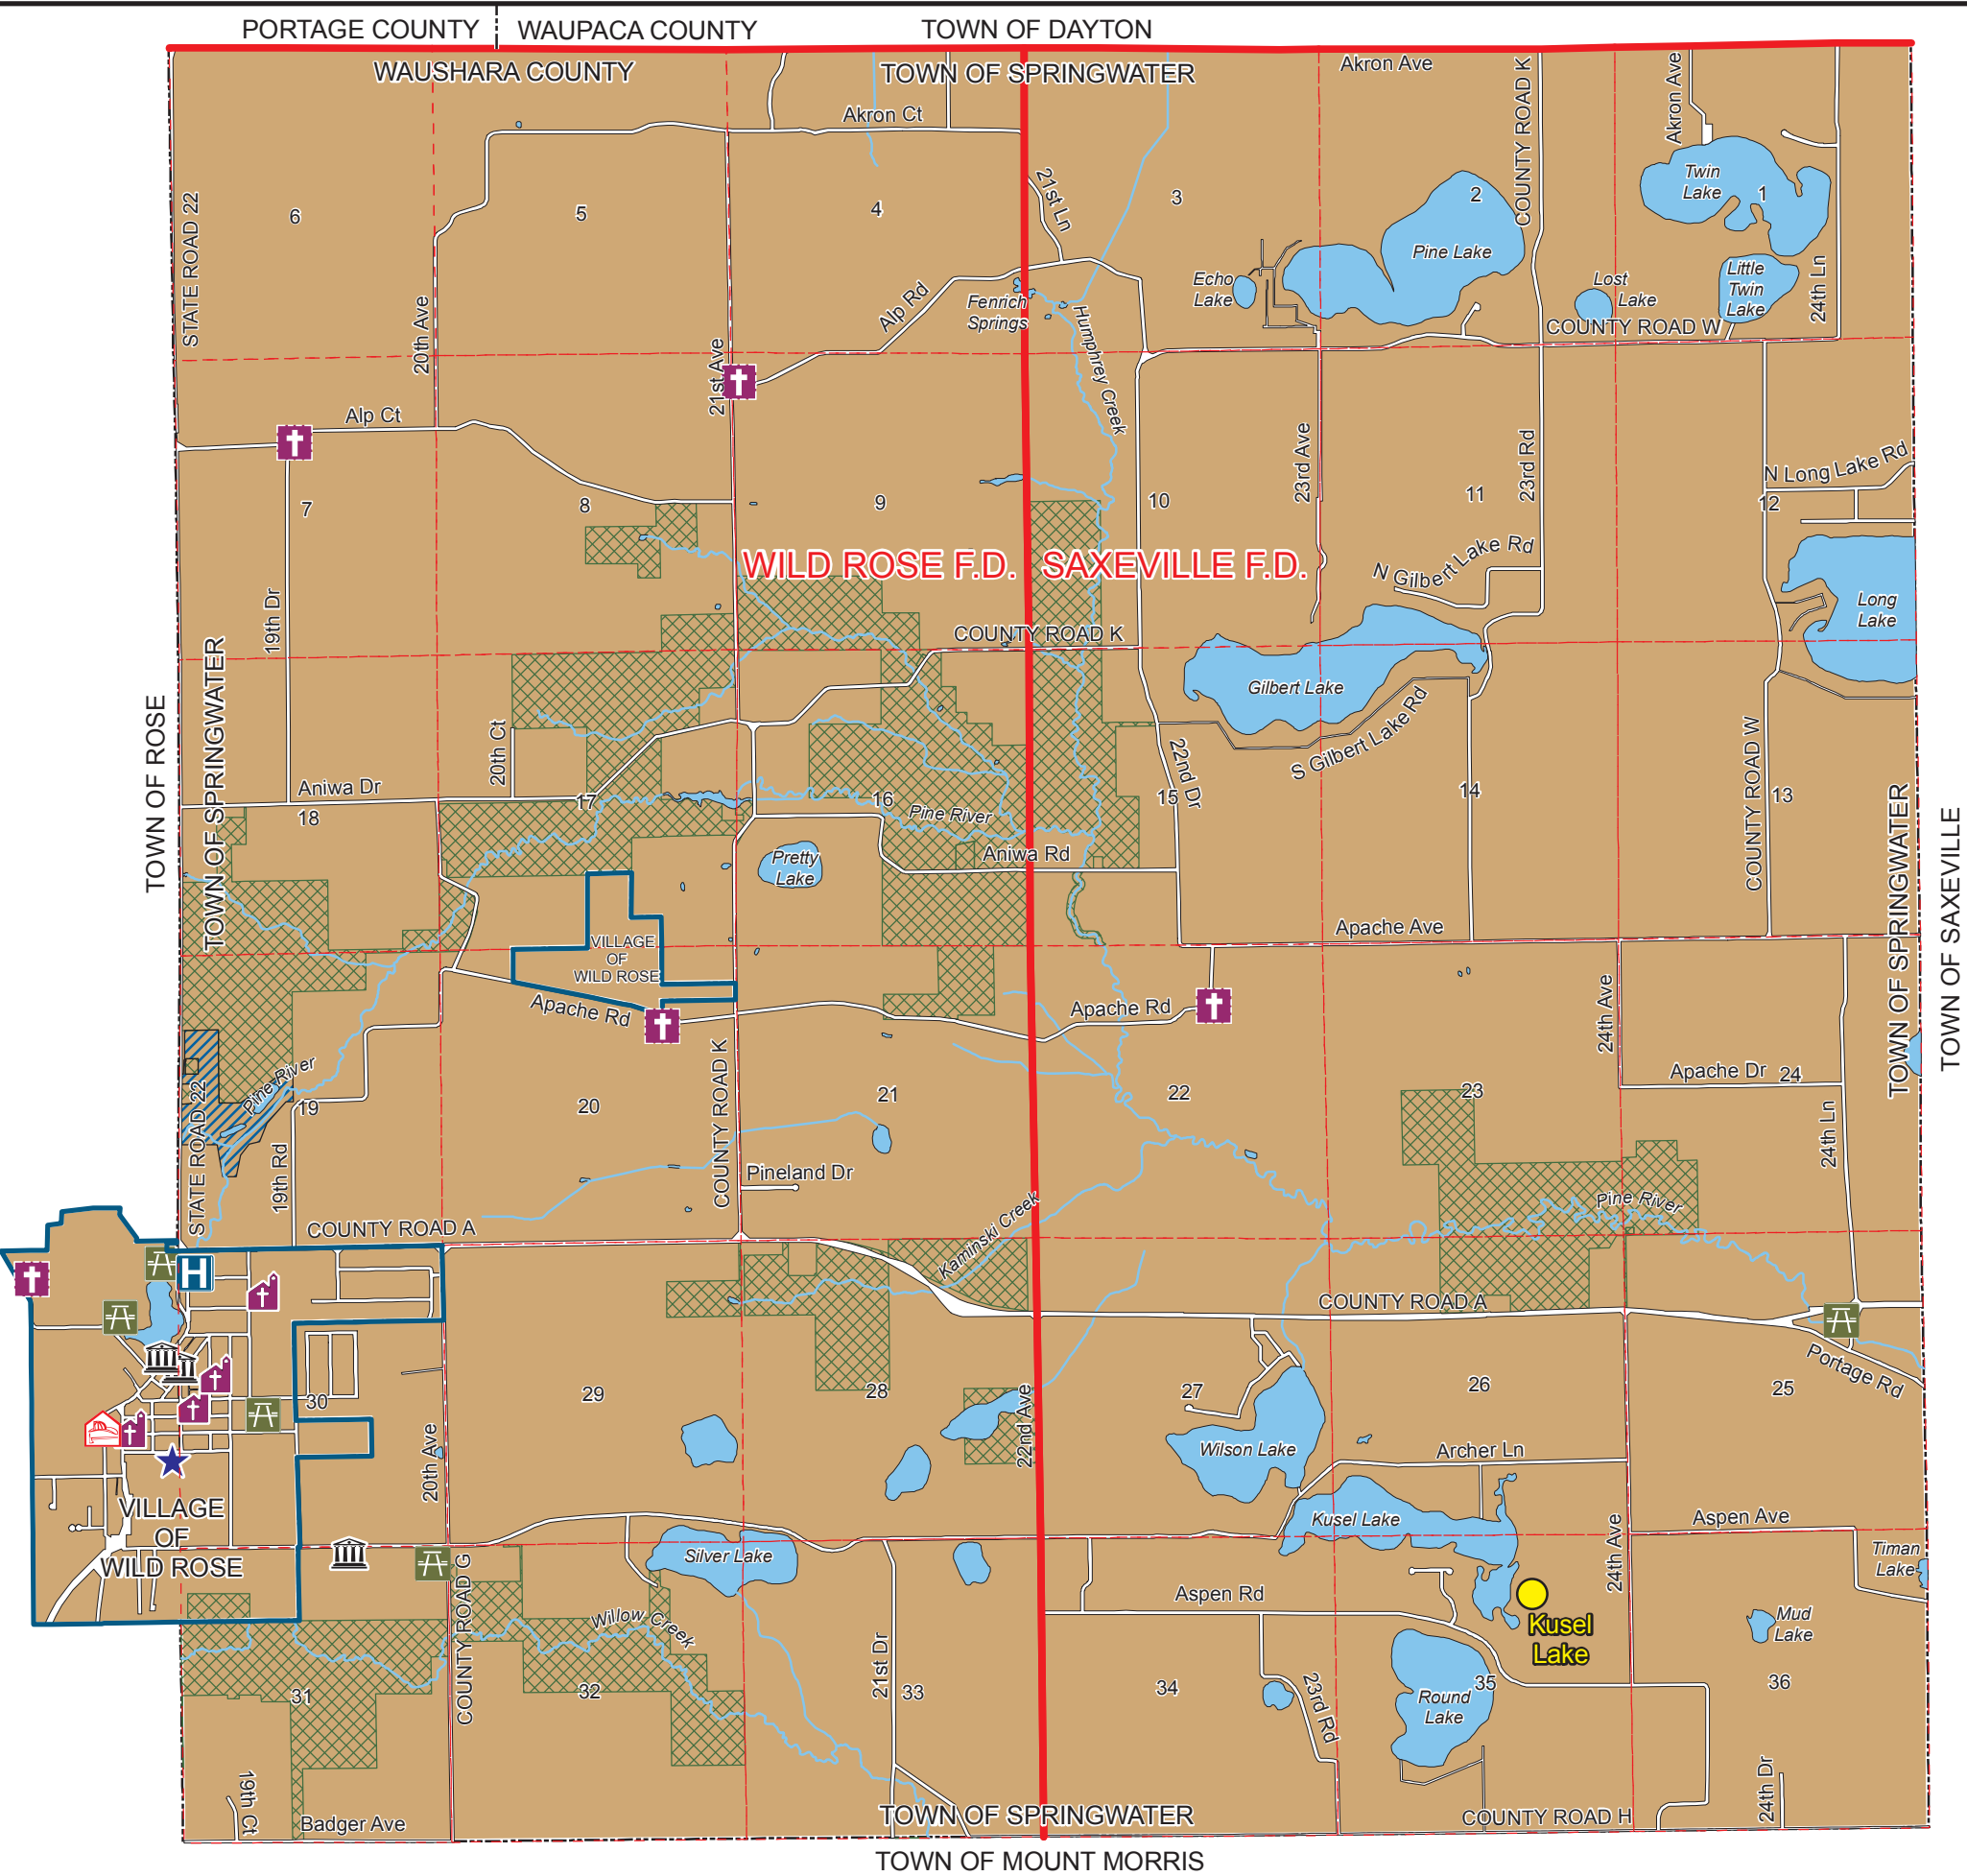 PORTAGE COUNTY
WAUPACA COUNTY
TOWN OF DAYTON
WAUSHARA COUNTY
TOWN OF SPRINGWATER
Akron Ave
COUNTY ROAD K
Akron Ave
Akron Ct
STATE ROAD 22
6
5
4
21st Ln
3
2
Twin
Lake
1
Pine Lake
Echo
Lake
Lost
Lake
Little
Twin
Lake
24th Ln
20th Ave
Alp Rd
Fenrich
Springs
Humphrey Creek
COUNTY ROAD W
21st Ave
Alp Ct
23rd Ave
23rd Rd
N Long Lake Rd
7
8
9
10
11
12
WILD ROSE F.D.
SAXEVILLE F.D.
N Gilbert Lake Rd
19th Dr
Long
Lake
COUNTY ROAD K
TOWN OF ROSE
TOWN OF SPRINGWATER
Gilbert Lake
S Gilbert Lake Rd
20th Ct
22nd Dr
COUNTY ROAD W
Aniwa Dr
18
17
16
15
14
13
Pine River
Aniwa Rd
Pretty
Lake
TOWN OF SPRINGWATER
TOWN OF SAXEVILLE
VILLAGE
OF
WILD ROSE
Apache Ave
Apache Rd
Apache Rd
24th Ave
Apache Dr
24
Pine River
STATE ROAD 22
19
20
COUNTY ROAD K
21
22
23
24th Ln
19th Rd
Pineland Dr
Kaminski Creek
Pine River
COUNTY ROAD A
H
COUNTY ROAD A
Portage Rd
30
29
28
22nd Ave
27
26
25
20th Ave
Wilson Lake
Archer Ln
Kusel Lake
24th Ave
Aspen Ave
VILLAGE
OF
WILD ROSE
Silver Lake
Timan
Lake
COUNTY ROAD G
Willow Creek
Aspen Rd
Kusel
Lake
Mud
Lake
21st Dr
31
32
33
34
23rd Rd
Round
Lake
35
36
19th Ct
Badger Ave
TOWN OF SPRINGWATER
COUNTY ROAD H
24th Dr
TOWN OF MOUNT MORRIS